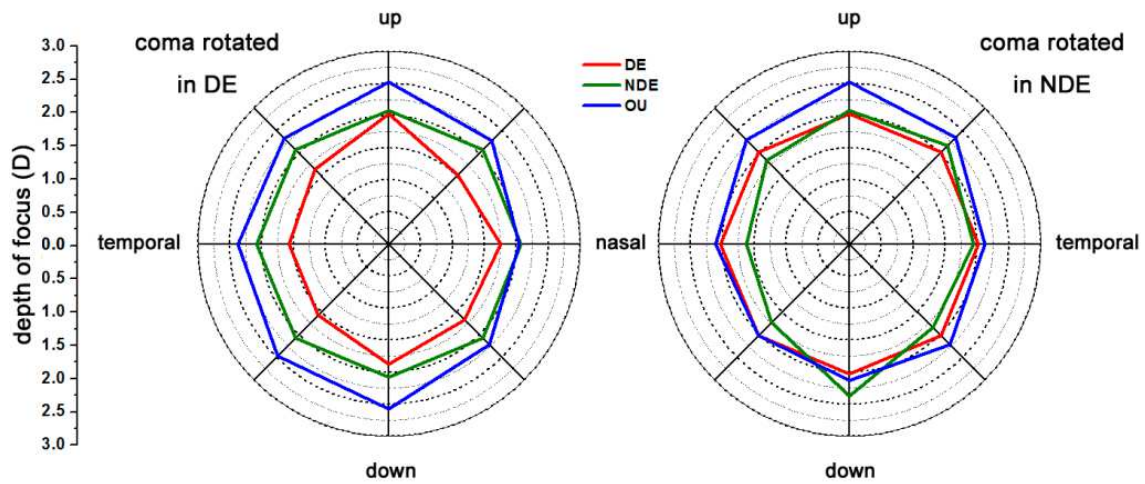 up
up
coma rotated
in DE
coma rotated
in NDE
DE
NDE
OU
depth of focus (D)
3.0
2.5
2.0
1.5
1.0
0.5
0.0
0.5
1.0
1.5
2.0
2.5
3.0
temporal
nasal
temporal
down
down